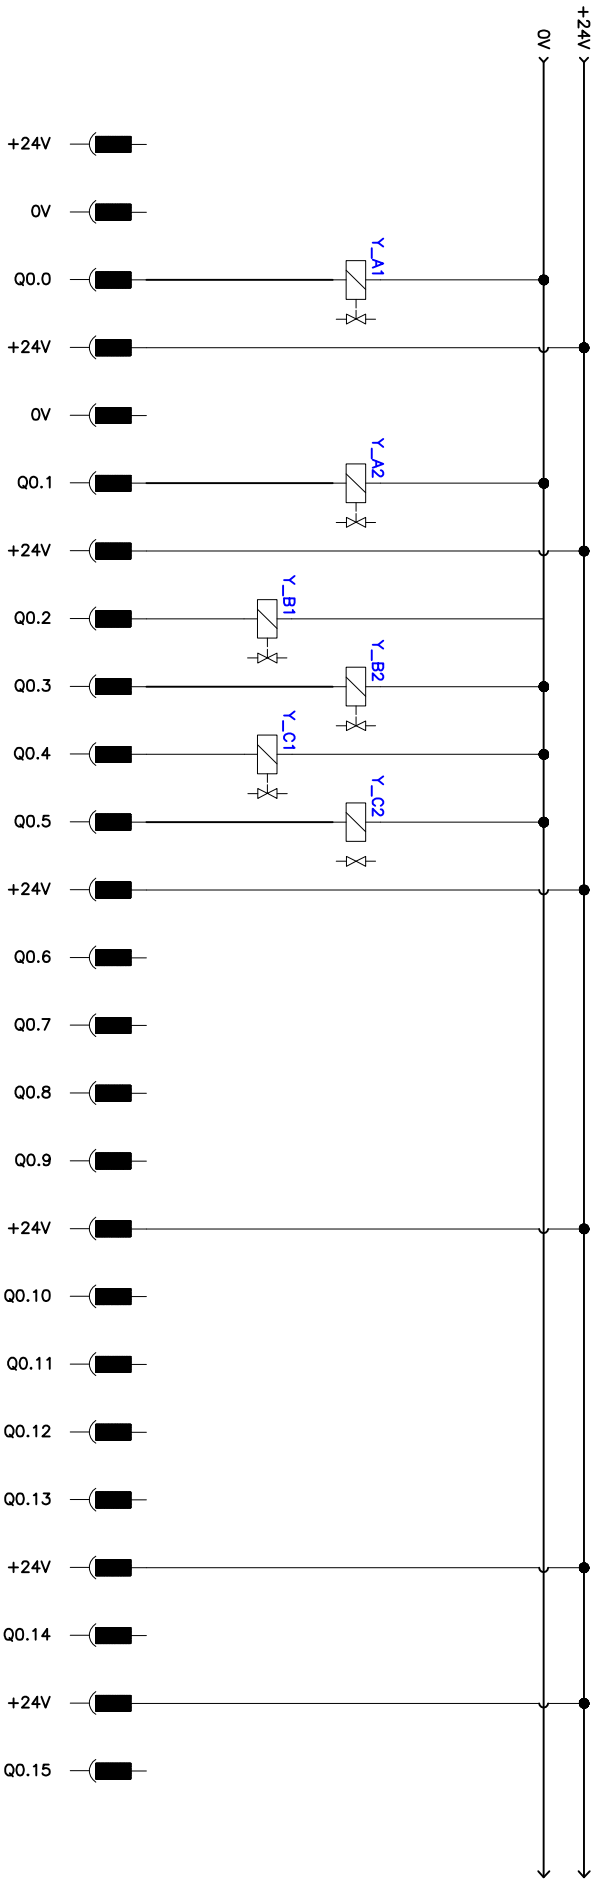 +24V
0V
+24V
0V
Q0.0
Y_A1
+24V
0V
Q0.1
Y_A2
+24V
Q0.2
Y_B1
Q0.3
Y_B2
Q0.4
Y_C1
Q0.5
Y_C2
+24V
Q0.6
Q0.7
Q0.8
Q0.9
+24V
Q0.10
Q0.11
Q0.12
Q0.13
+24V
Q0.14
+24V
Q0.15